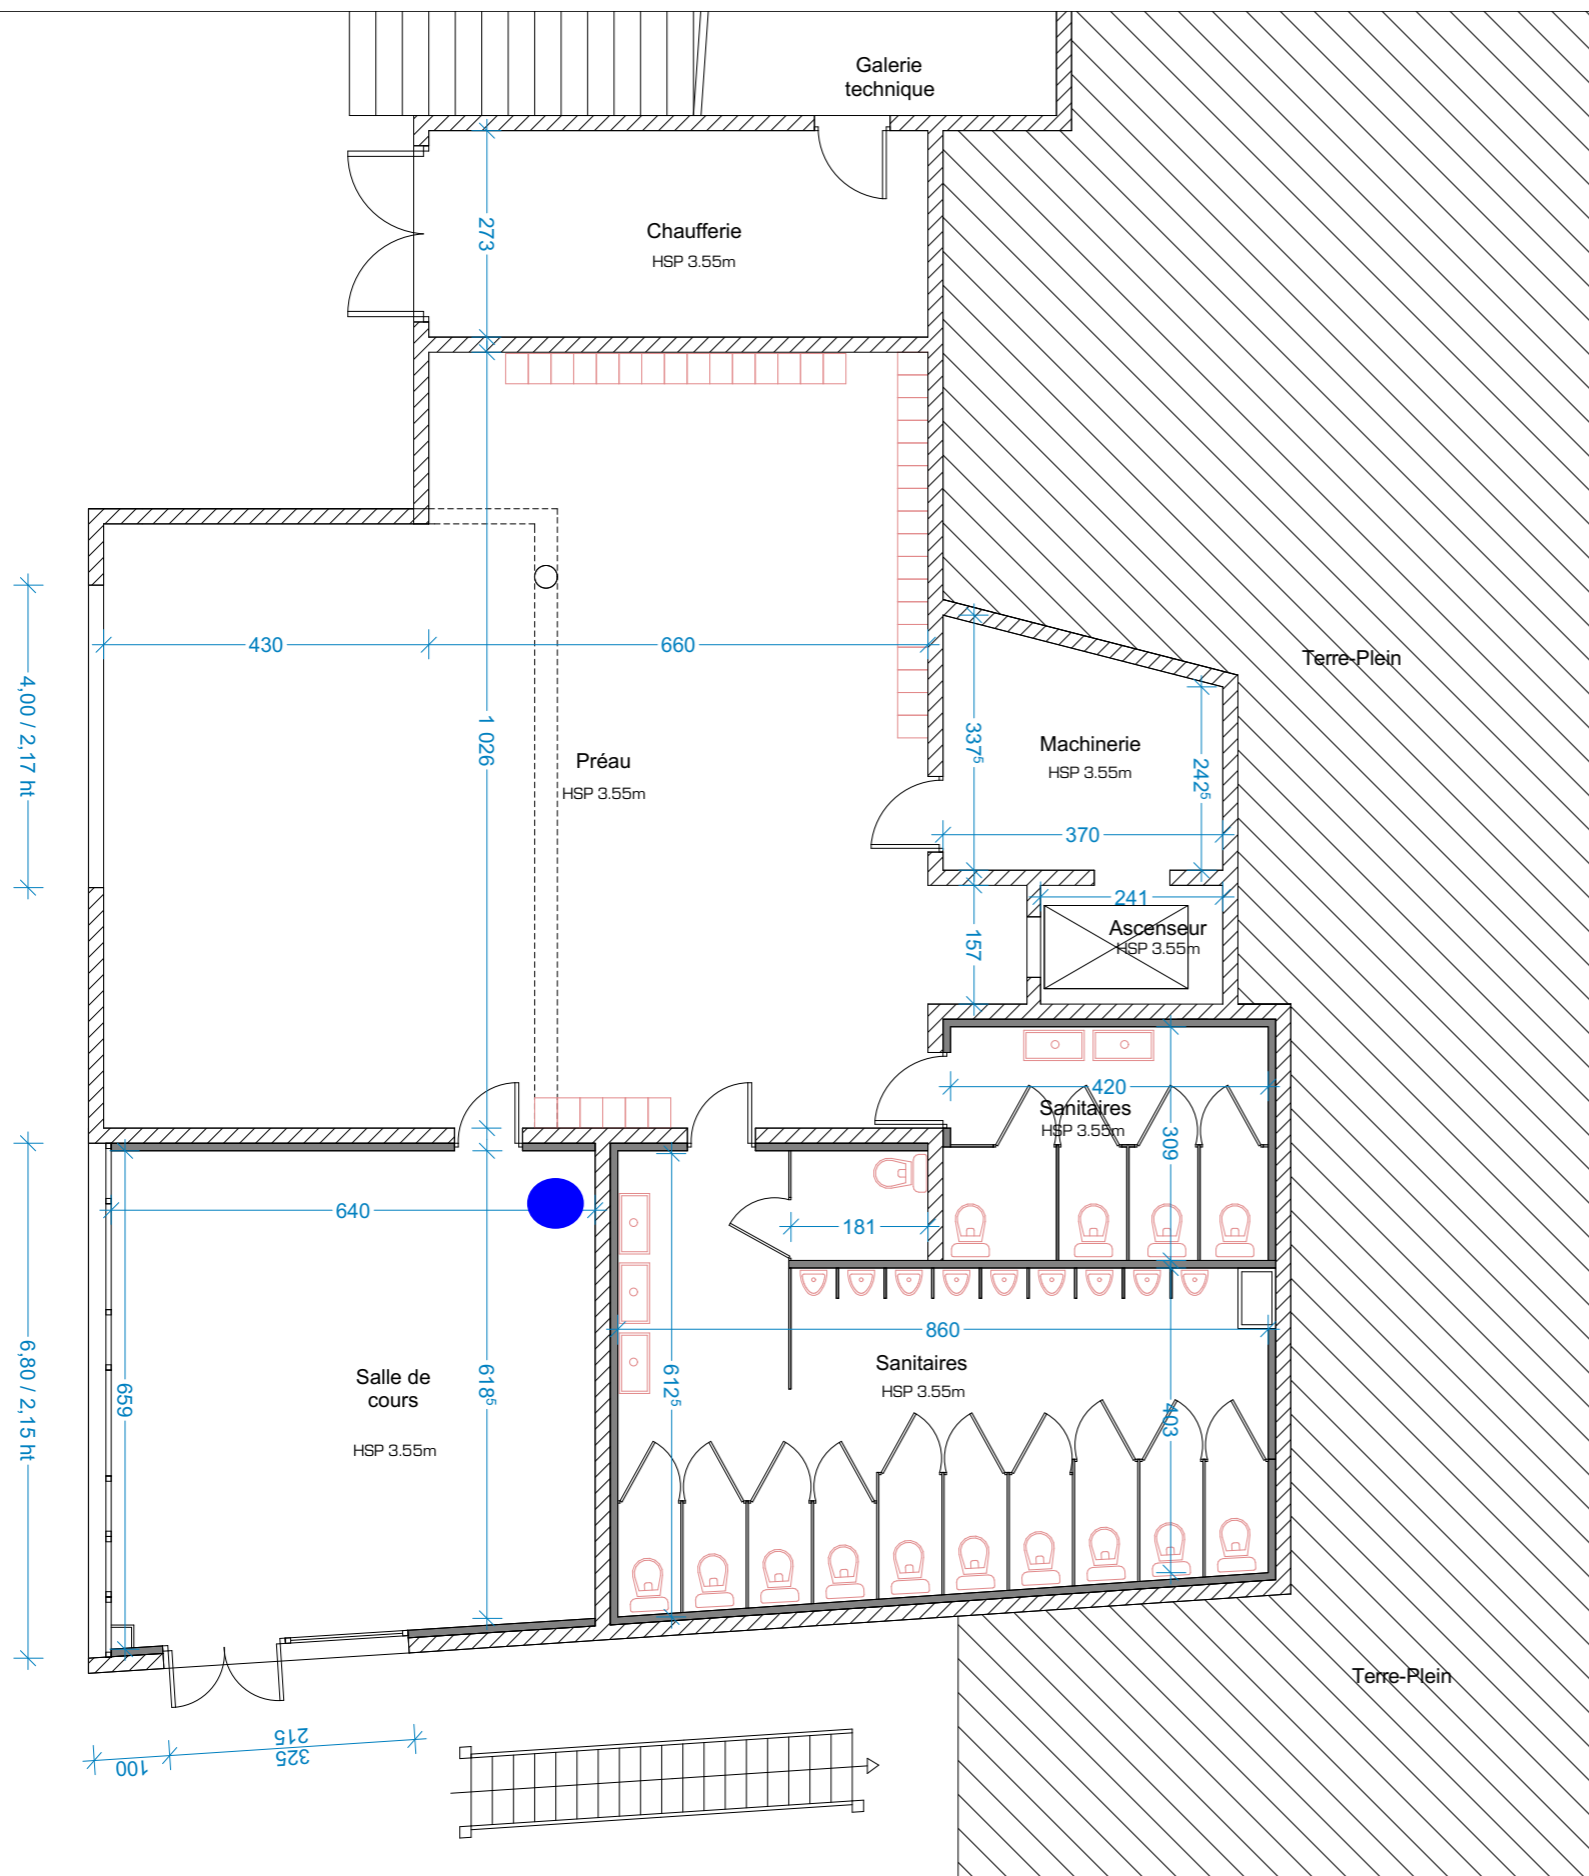 Galerie
technique
273
Chaufferie
HSP 3.55m
430
660
4,00 / 2,17 ht
1 026
Préau
HSP 3.55m
Terre-Plein
337⁵
Machinerie
HSP 3.55m
242⁵
370
241
157
Ascenseur
HSP 3.55m
420
Sanitaires
HSP 3.55m
309
640
181
6,80 / 2,15 ht
659
Salle de
cours
HSP 3.55m
618⁵
612⁵
860
Sanitaires
HSP 3.55m
403
Terre-Plein
100
215
325